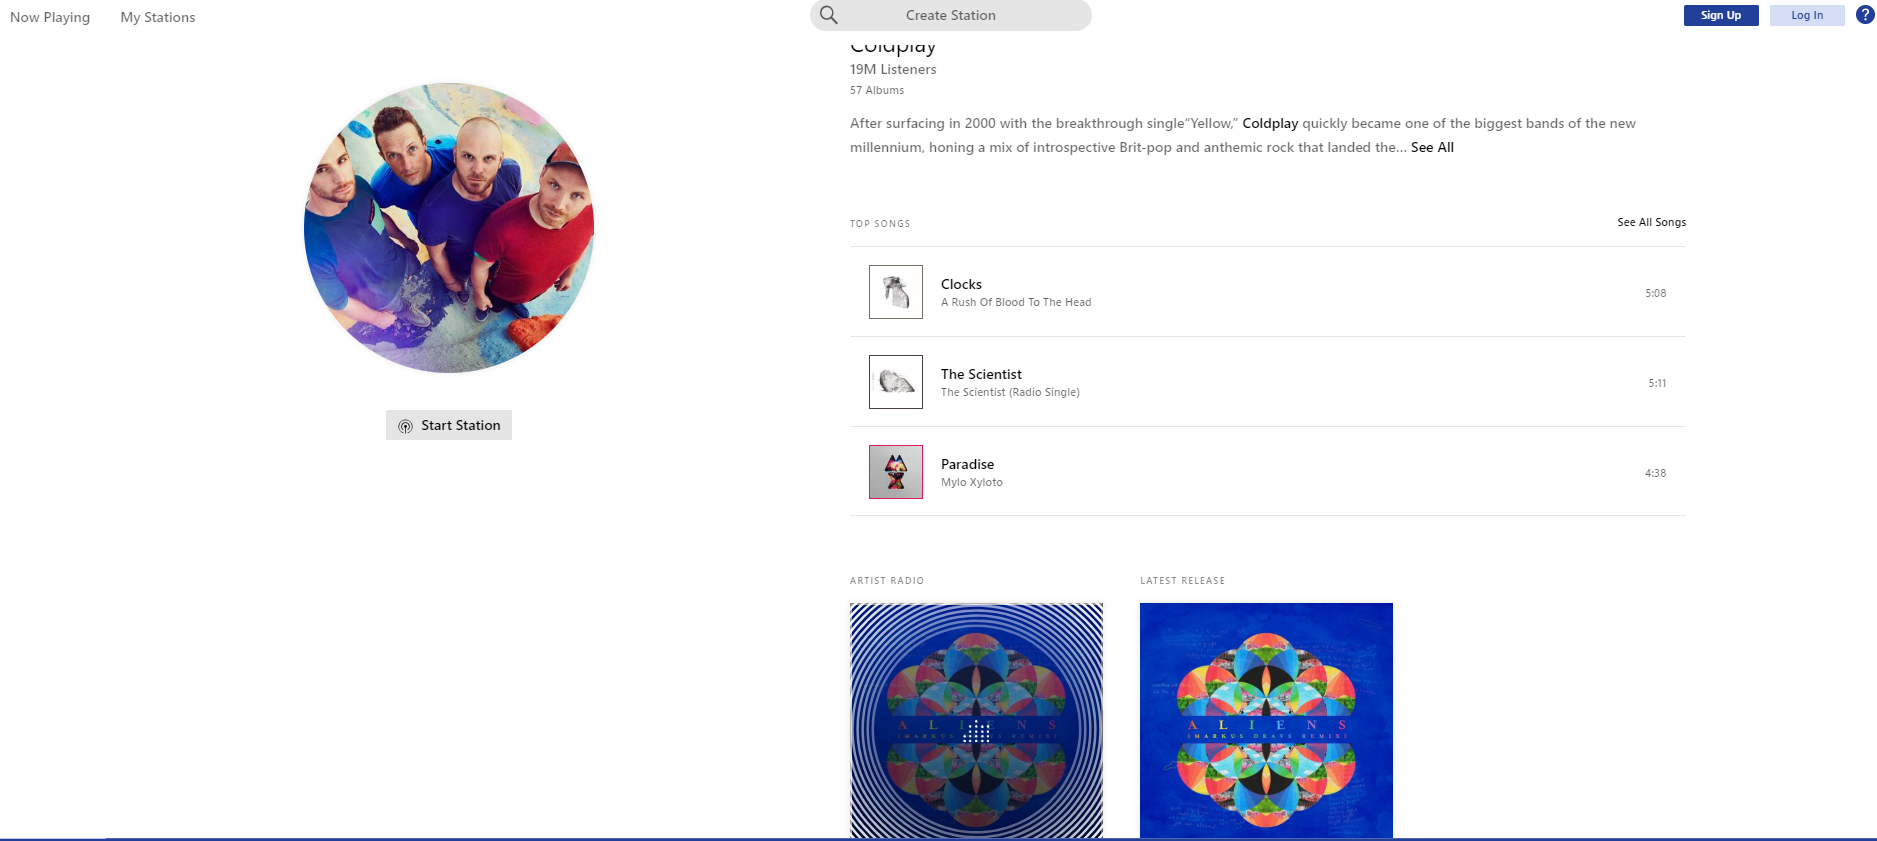 Now Playing
My Stations
Create Station
Sign Up
Log In
?
Coldplay
19M Listeners
57 Albums
After surfacing in 2000 with the breakthrough single“Yellow,” Coldplay quickly became one of the biggest bands of the new
millennium, honing a mix of introspective Brit-pop and anthemic rock that landed the... See All
Start Station
TOP SONGS
See All Songs
Clocks
A Rush Of Blood To The Head
5:08
The Scientist
The Scientist (Radio Single)
5:11
Paradise
Mylo Xyloto
4:38
ARTIST RADIO
LATEST RELEASE
ALIENS
ALIENS
(MARKUS DRAVS REMIX)